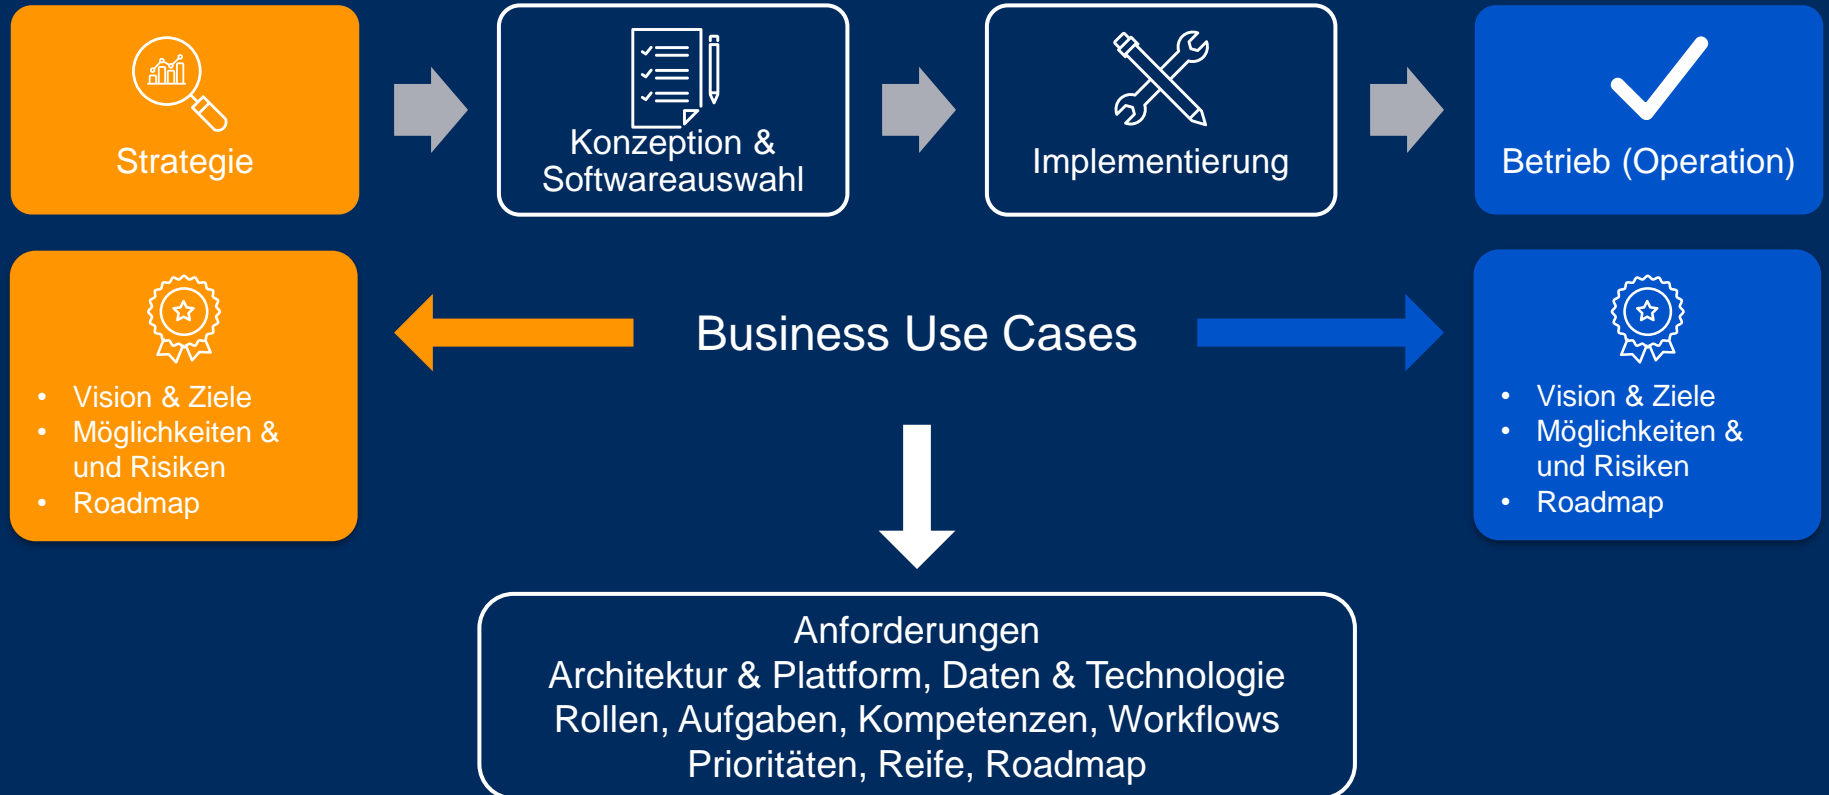 Strategie
Konzeption &
Softwareauswahl
Implementierung
Betrieb (Operation)
• Vision & Ziele
• Möglichkeiten &
und Risiken
• Roadmap
Business Use Cases
• Vision & Ziele
• Möglichkeiten &
und Risiken
• Roadmap
Anforderungen
Architektur & Plattform, Daten & Technologie
Rollen, Aufgaben, Kompetenzen, Workflows
Prioritäten, Reife, Roadmap